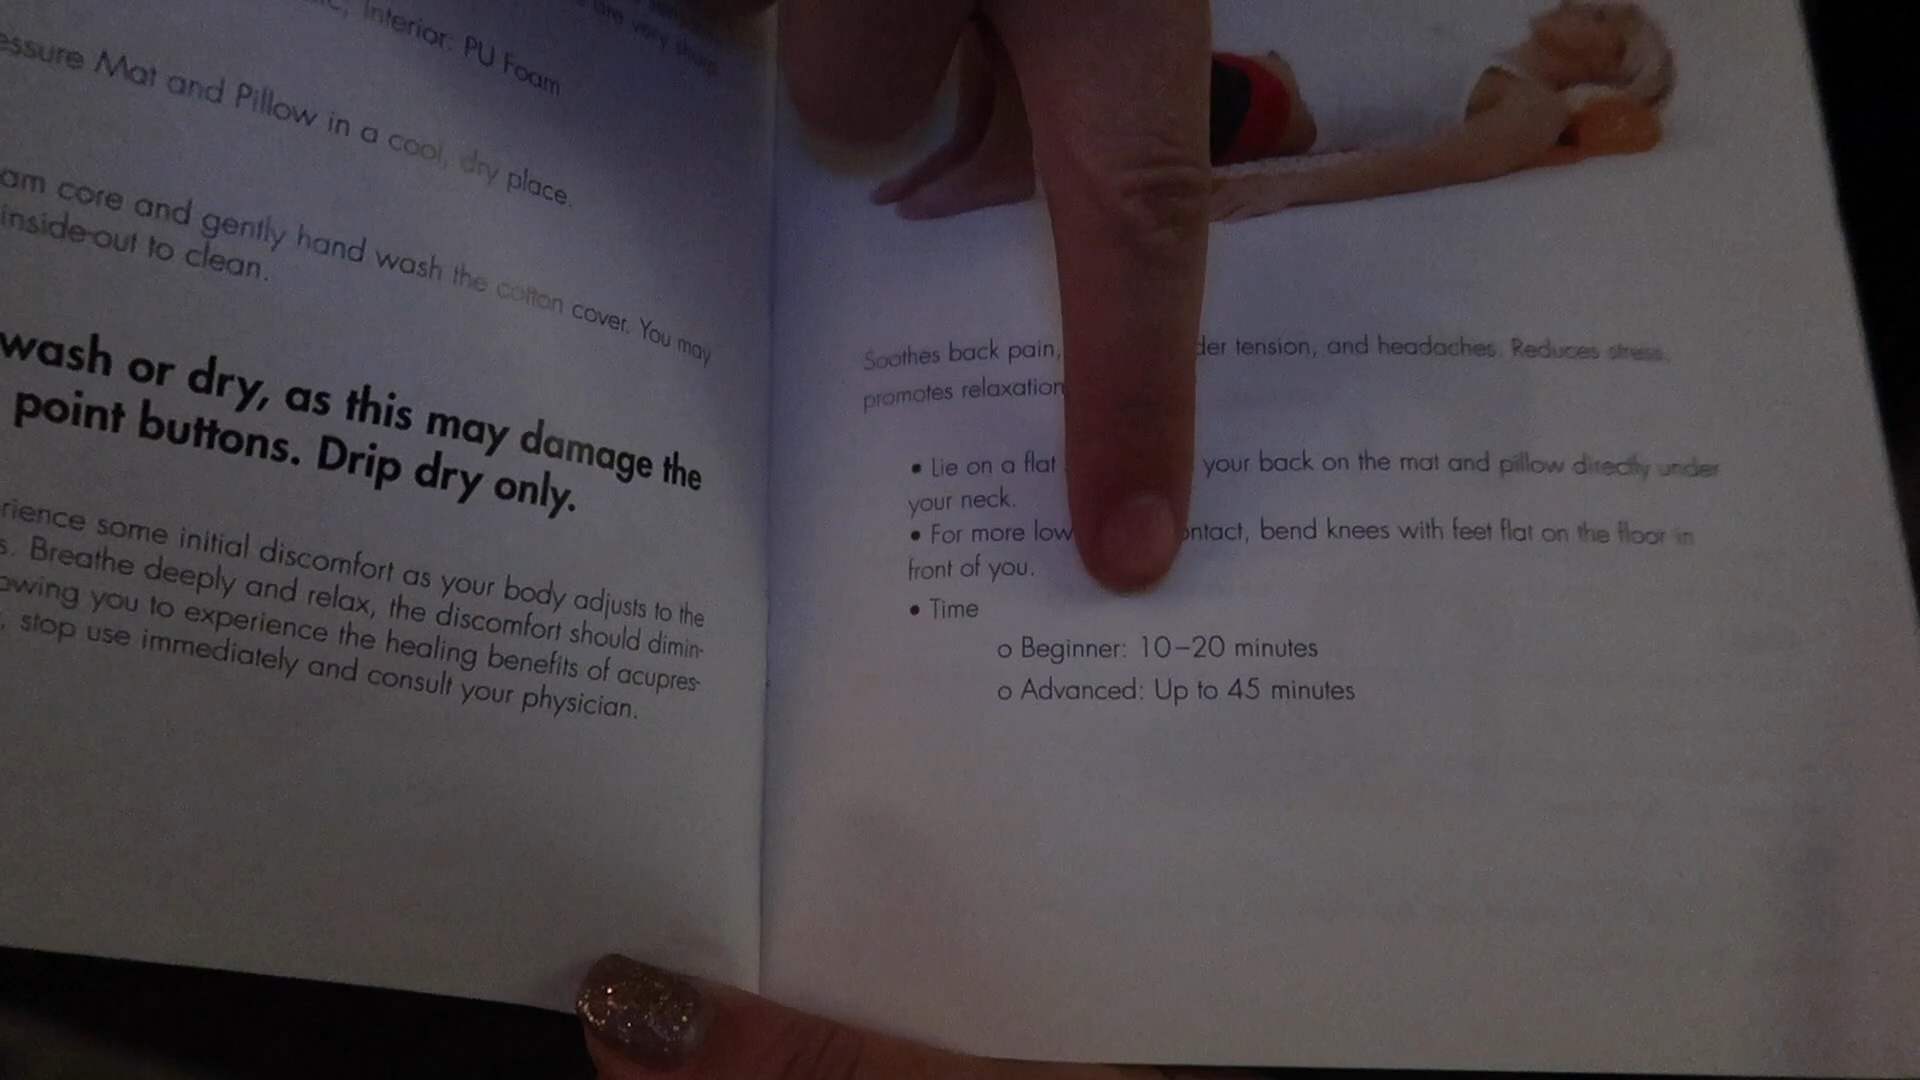 Interior: PU Foam
essure Mat and Pillow in a cool, dry place.
am core and gently hand wash the cotton cover. You may
inside-out to clean.
wash or dry, as this may damage the
point buttons. Drip dry only.
rience some initial discomfort as your body adjusts to the
s. Breathe deeply and relax, the discomfort should dimin-
owing you to experience the healing benefits of acupres-
, stop use immediately and consult your physician.
Soothes back pain, der tension, and headaches. Reduces stress,
promotes relaxation
• Lie on a flat your back on the mat and pillow directly under
your neck.
• For more low ontact, bend knees with feet flat on the floor in
front of you.
• Time
o Beginner: 10–20 minutes
o Advanced: Up to 45 minutes